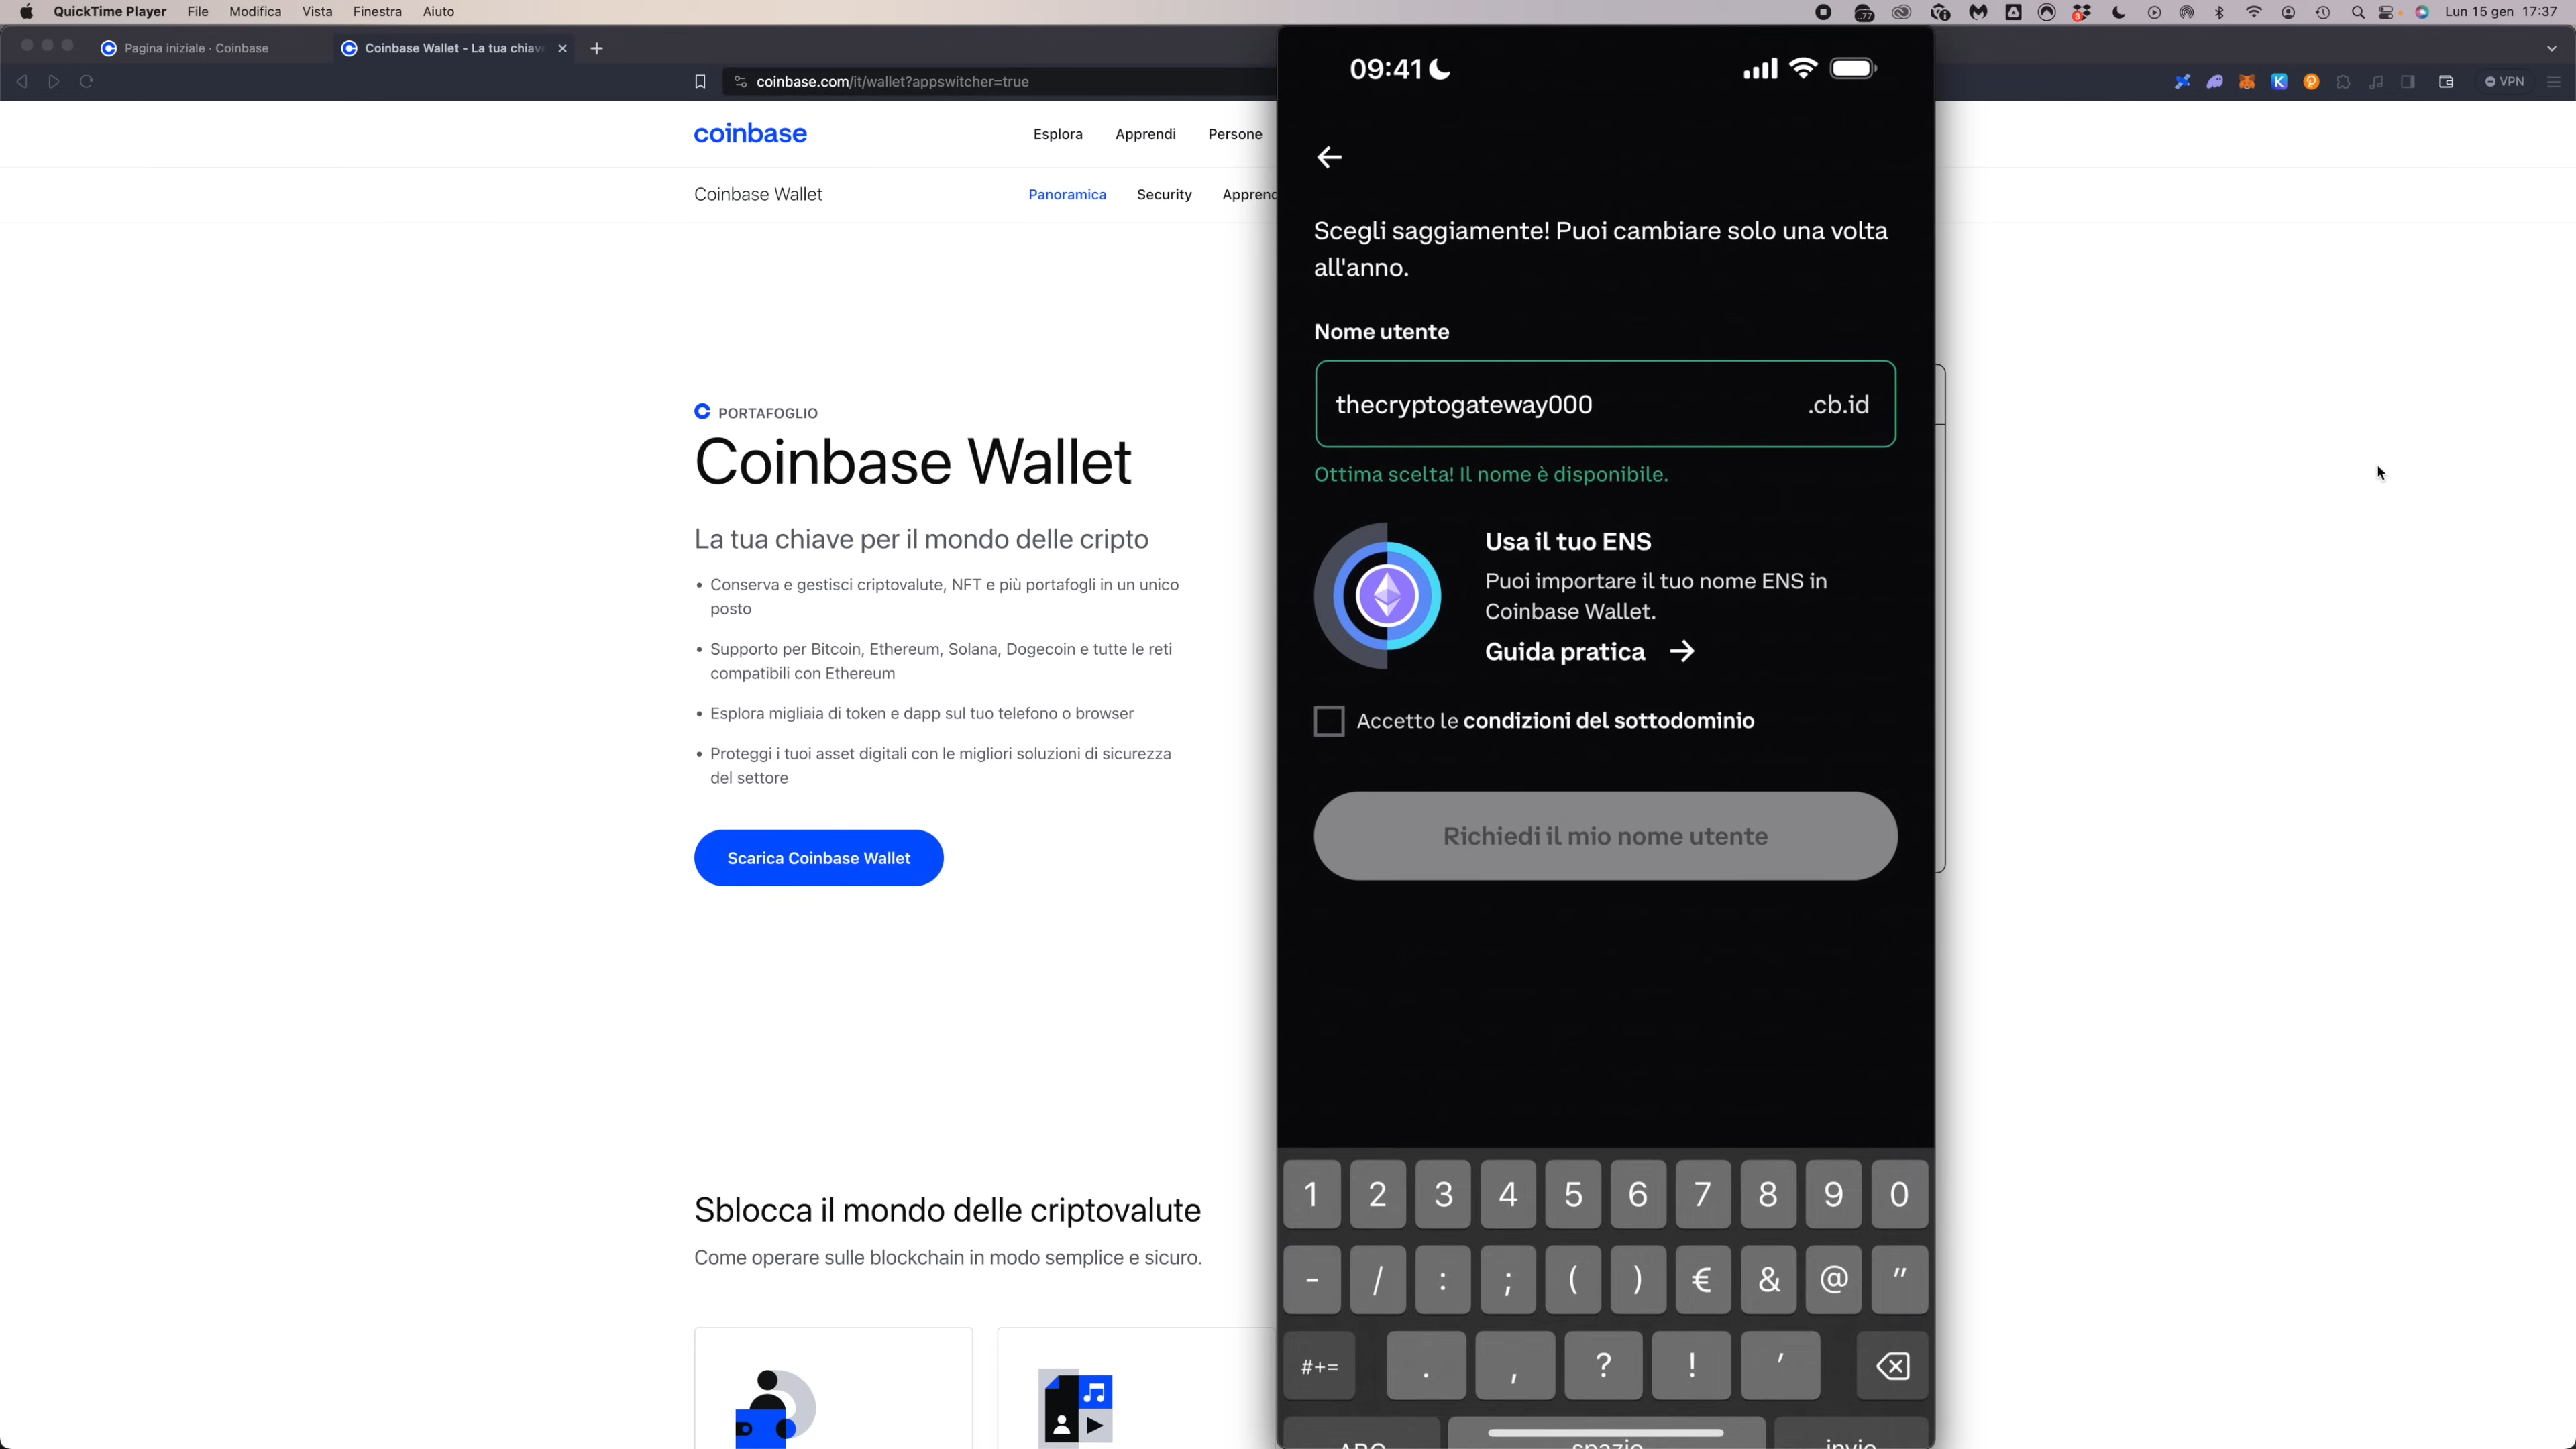 QuickTime Player File Modifica Vista Finestra Aiuto
Lun 15 gen 17:37
Pagina iniziale · Coinbase
Coinbase Wallet - La tua chiave
coinbase.com/it/wallet?appswitcher=true
VPN
coinbase
Esplora Apprendi Persone
Coinbase Wallet
Panoramica Security Apprend
PORTAFOGLIO
Coinbase Wallet
La tua chiave per il mondo delle cripto
• Conserva e gestisci criptovalute, NFT e più portafogli in un unico
posto
• Supporto per Bitcoin, Ethereum, Solana, Dogecoin e tutte le reti
compatibili con Ethereum
• Esplora migliaia di token e dapp sul tuo telefono o browser
• Proteggi i tuoi asset digitali con le migliori soluzioni di sicurezza
del settore
Scarica Coinbase Wallet
Sblocca il mondo delle criptovalute
Come operare sulle blockchain in modo semplice e sicuro.
09:41
Scegli saggiamente! Puoi cambiare solo una volta
all'anno.
Nome utente
thecryptogateway000 .cb.id
Ottima scelta! Il nome è disponibile.
Usa il tuo ENS
Puoi importare il tuo nome ENS in
Coinbase Wallet.
Guida pratica →
Accetto le condizioni del sottodominio
Richiedi il mio nome utente
1 2 3 4 5 6 7 8 9 0
- / : ; ( ) € & @ "
#+= . , ? ! '
ABC spazio invio